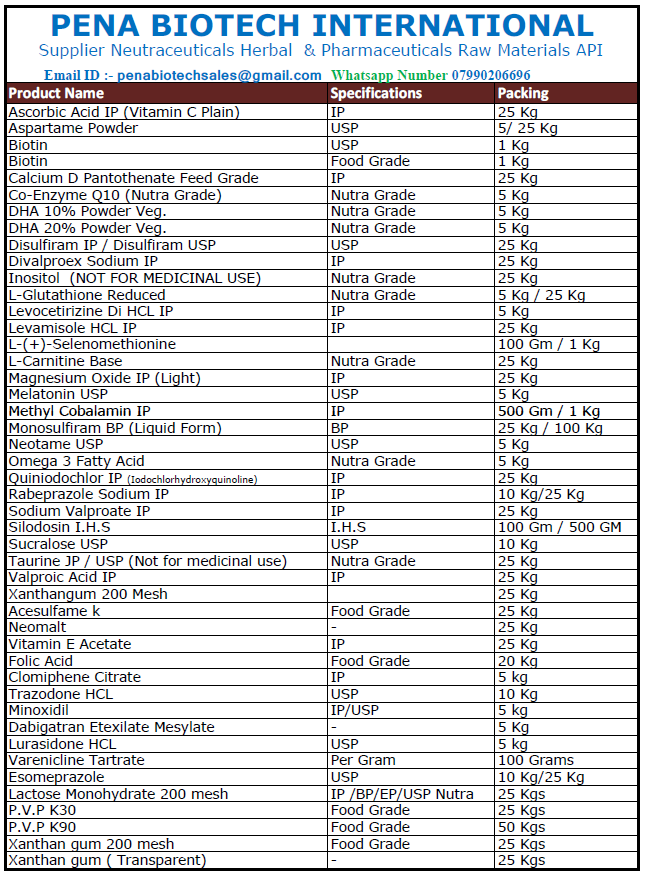 PENA BIOTECH INTERNATIONAL
Supplier Neutraceuticals Herbal & Pharmaceuticals Raw Materials API
Email ID :- penabiotechsales@gmail.com Whatsapp Number 07990206696
Product Name Specifications Packing
Ascorbic Acid IP (Vitamin C Plain) IP 25 Kg
Aspartame Powder USP 5/ 25 Kg
Biotin USP 1 Kg
Biotin Food Grade 1 Kg
Calcium D Pantothenate Feed Grade IP 25 Kg
Co-Enzyme Q10 (Nutra Grade) Nutra Grade 5 Kg
DHA 10% Powder Veg. Nutra Grade 5 Kg
DHA 20% Powder Veg. Nutra Grade 5 Kg
Disulfiram IP / Disulfiram USP USP 25 Kg
Divalproex Sodium IP IP 25 Kg
Inositol (NOT FOR MEDICINAL USE) Nutra Grade 25 Kg
L-Glutathione Reduced Nutra Grade 5 Kg / 25 Kg
Levocetirizine Di HCL IP IP 5 Kg
Levamisole HCL IP IP 25 Kg
L-(+)-Selenomethionine 100 Gm / 1 Kg
L-Carnitine Base Nutra Grade 25 Kg
Magnesium Oxide IP (Light) IP 25 Kg
Melatonin USP USP 5 Kg
Methyl Cobalamin IP IP 500 Gm / 1 Kg
Monosulfiram BP (Liquid Form) BP 25 Kg / 100 Kg
Neotame USP USP 5 Kg
Omega 3 Fatty Acid Nutra Grade 5 Kg
Quiniodochlor IP (Iodochlorhydroxyquinoline) IP 25 Kg
Rabeprazole Sodium IP IP 10 Kg/25 Kg
Sodium Valproate IP IP 25 Kg
Silodosin I.H.S I.H.S 100 Gm / 500 GM
Sucralose USP USP 10 Kg
Taurine JP / USP (Not for medicinal use) Nutra Grade 25 Kg
Valproic Acid IP IP 25 Kg
Xanthangum 200 Mesh 25 Kg
Acesulfame k Food Grade 25 Kg
Neomalt - 25 Kg
Vitamin E Acetate IP 25 Kg
Folic Acid Food Grade 20 Kg
Clomiphene Citrate IP 5 kg
Trazodone HCL USP 10 Kg
Minoxidil IP/USP 5 kg
Dabigatran Etexilate Mesylate - 5 Kg
Lurasidone HCL USP 5 kg
Varenicline Tartrate Per Gram 100 Grams
Esomeprazole USP 10 Kg/25 Kg
Lactose Monohydrate 200 mesh IP /BP/EP/USP Nutra 25 Kgs
P.V.P K30 Food Grade 25 Kgs
P.V.P K90 Food Grade 50 Kgs
Xanthan gum 200 mesh Food Grade 25 Kgs
Xanthan gum ( Transparent) - 25 Kgs